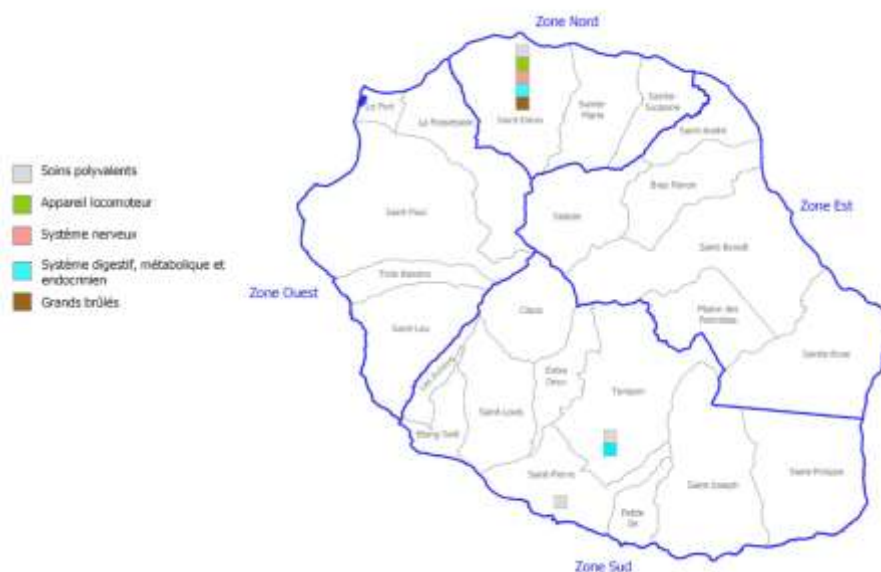 Zone Nord
Le Port
La Possession
Saint-Denis
Sainte-
Marie
Sainte-
Suzanne
Saint-André
Soins polyvalents
Appareil locomoteur
Système nerveux
Système digestif, métabolique et
endocrinien
Grands brûlés
Saint-Paul
Salazie
Bras Panon
Zone Est
Saint-Benoît
Trois-Bassins
Zone Ouest
Cilaos
Plaine des
Palmistes
Saint-Leu
Sainte-Rose
Les Avirons
Entre
Deux
Tampon
Saint-Louis
Etang-Salé
Saint-Pierre
Saint-Joseph
Saint-Philippe
Petite
Ile
Zone Sud